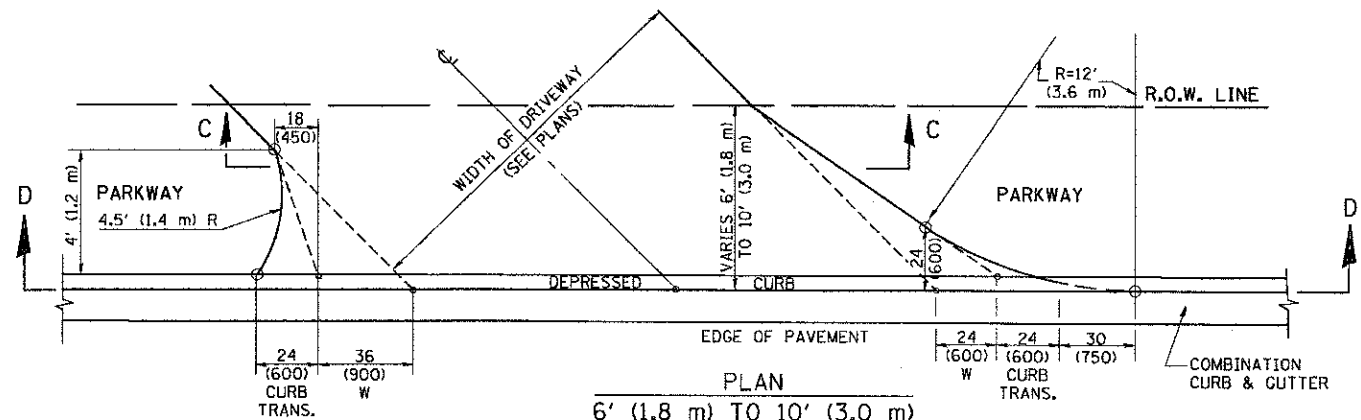 ℄
R=12'
(3.6 m)
R.O.W. LINE
18
(450)
C
C
WIDTH OF DRIVEWAY
(SEE PLANS)
4' (1.2 m)
PARKWAY
4.5' (1.4 m) R
VARIES 6' (1.8 m)
TO 10' (3.0 m)
PARKWAY
D
D
24
(600)
DEPRESSED CURB
EDGE OF PAVEMENT
24
(600)
CURB
TRANS.
36
(900)
W
24
(600)
W
24
(600)
CURB
TRANS.
30
(750)
COMBINATION
CURB & GUTTER
PLAN
6' (1.8 m) TO 10' (3.0 m)